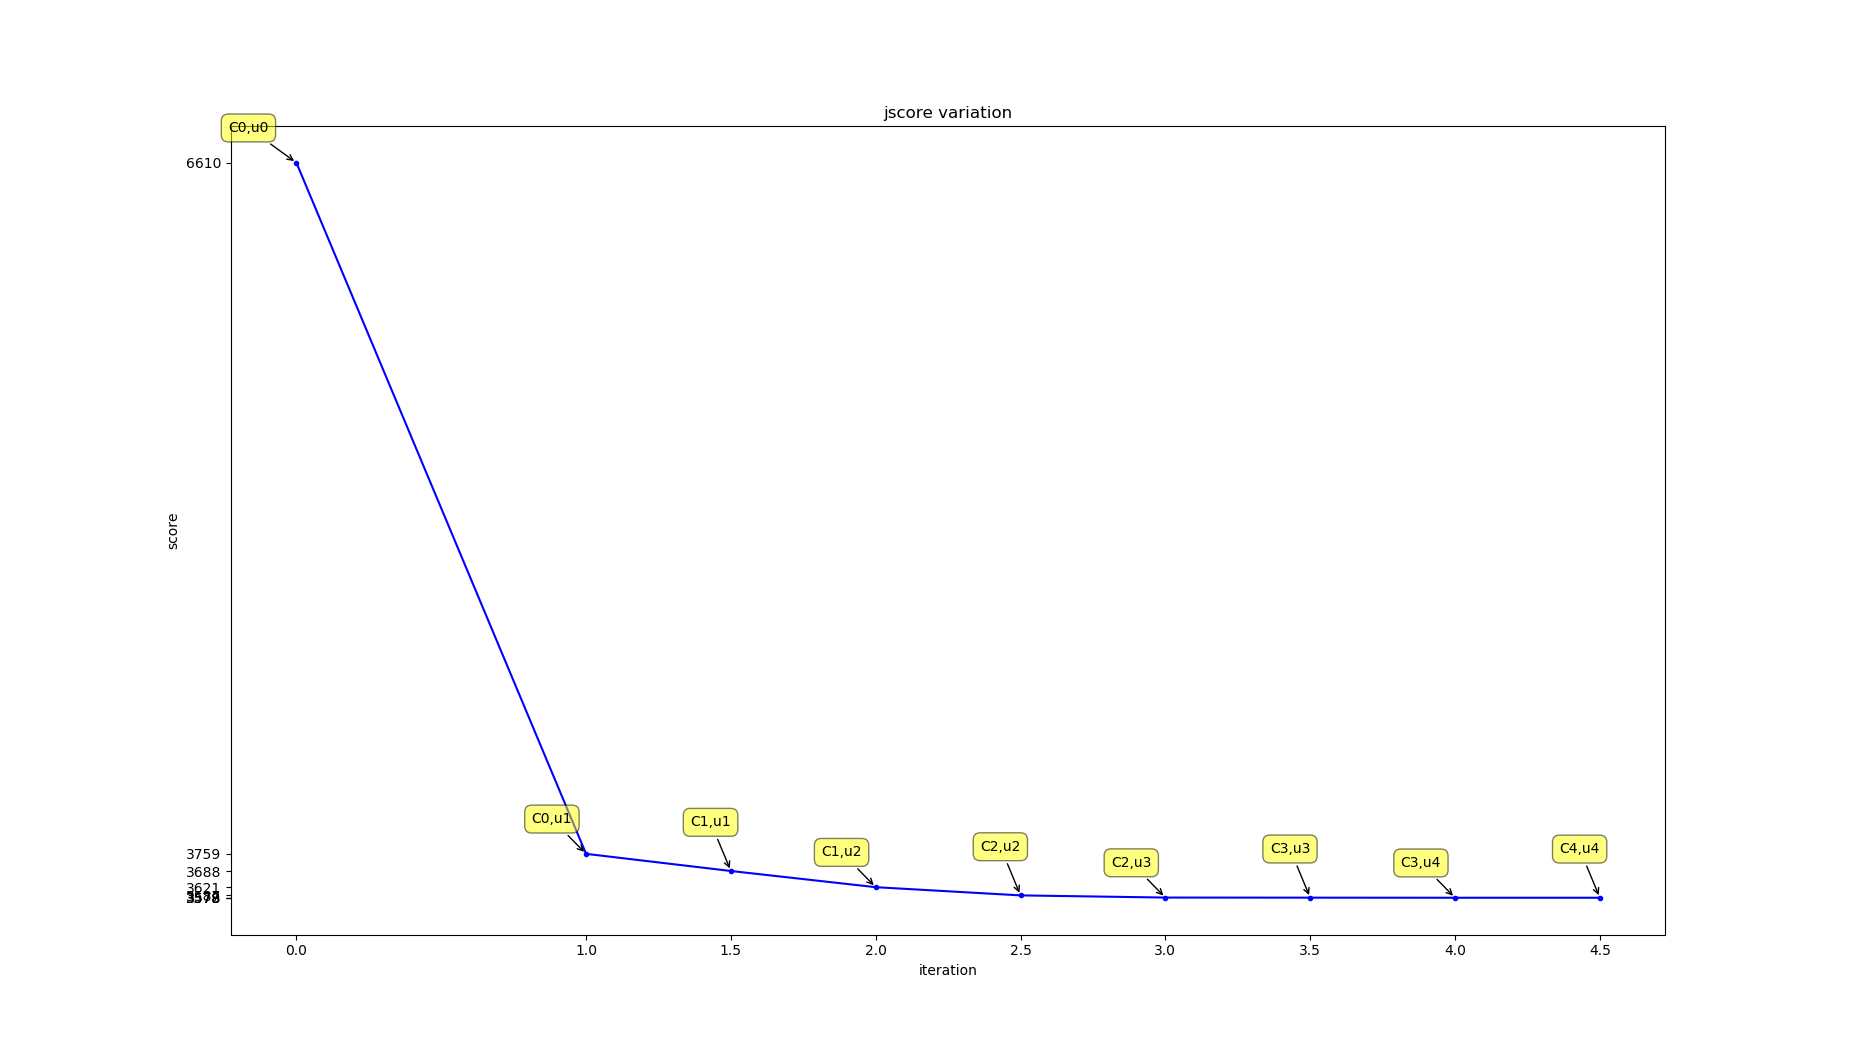 jscore variation
C0,u0
6610
score
C0,u1
C1,u1
C1,u2
C2,u2
C2,u3
C3,u3
C3,u4
C4,u4
3759
3688
3621
0.0 1.0 1.5 2.0 2.5 3.0 3.5 4.0 4.5
iteration